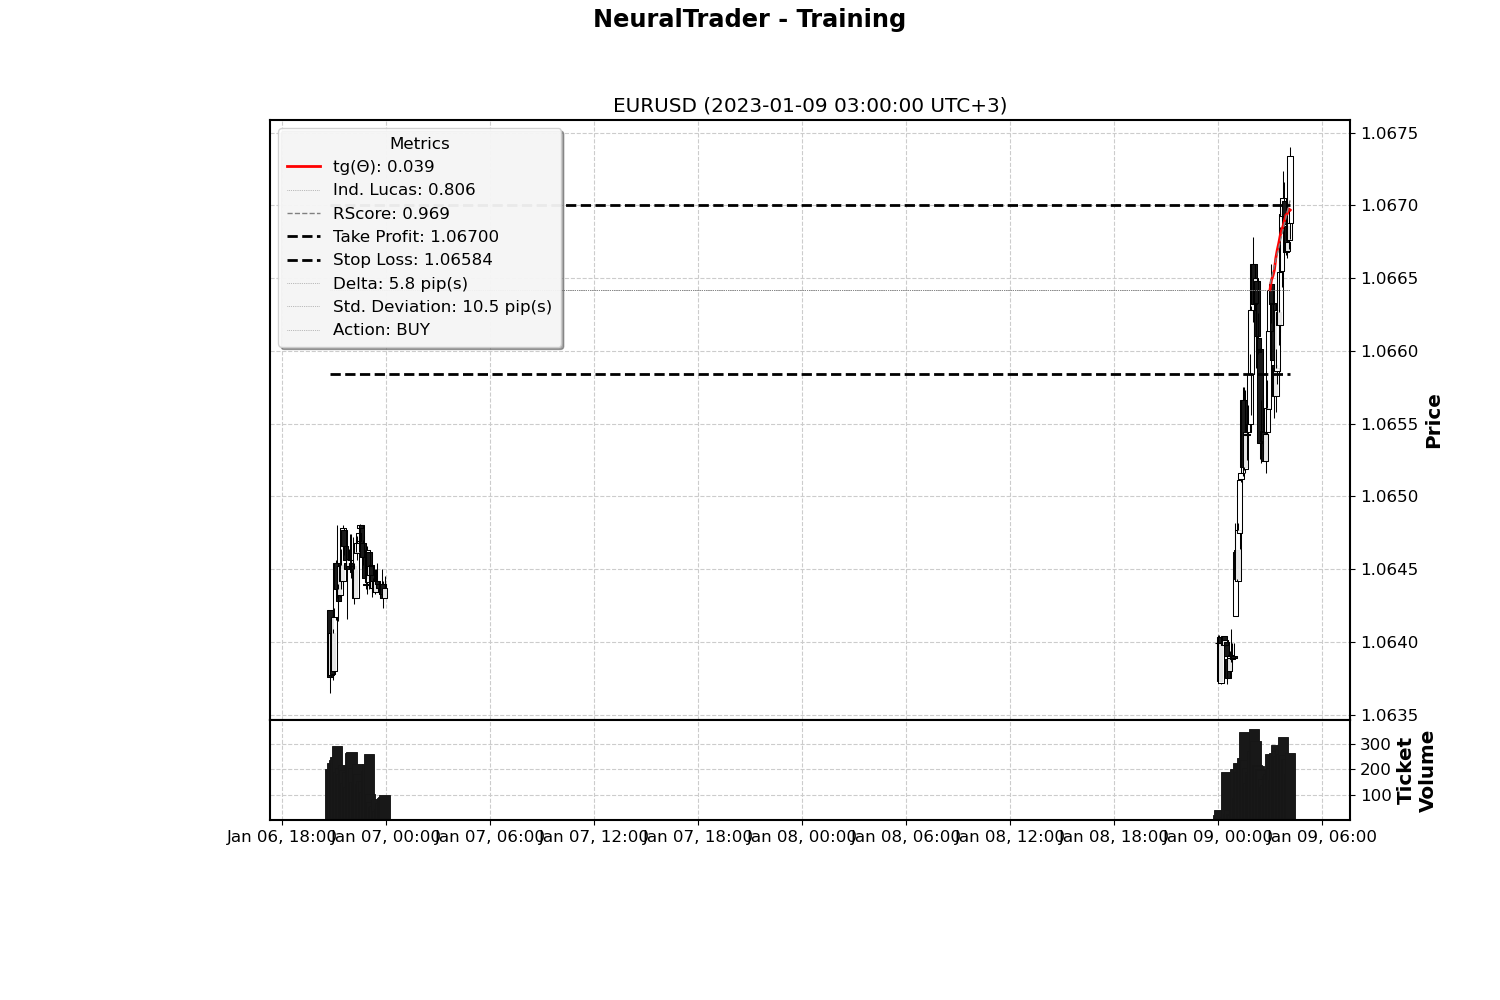 NeuralTrader - Training
EURUSD (2023-01-09 03:00:00 UTC+3)
Metrics
tg(Θ): 0.039
Ind. Lucas: 0.806
RScore: 0.969
Take Profit: 1.06700
Stop Loss: 1.06584
Delta: 5.8 pip(s)
Std. Deviation: 10.5 pip(s)
Action: BUY
1.0675
1.0670
1.0665
1.0660
1.0655
1.0650
1.0645
1.0640
1.0635
Price
300
200
100
Ticket
Volume
Jan 06, 18:00
Jan 07, 00:00
Jan 07, 06:00
Jan 07, 12:00
Jan 07, 18:00
Jan 08, 00:00
Jan 08, 06:00
Jan 08, 12:00
Jan 08, 18:00
Jan 09, 00:00
Jan 09, 06:00